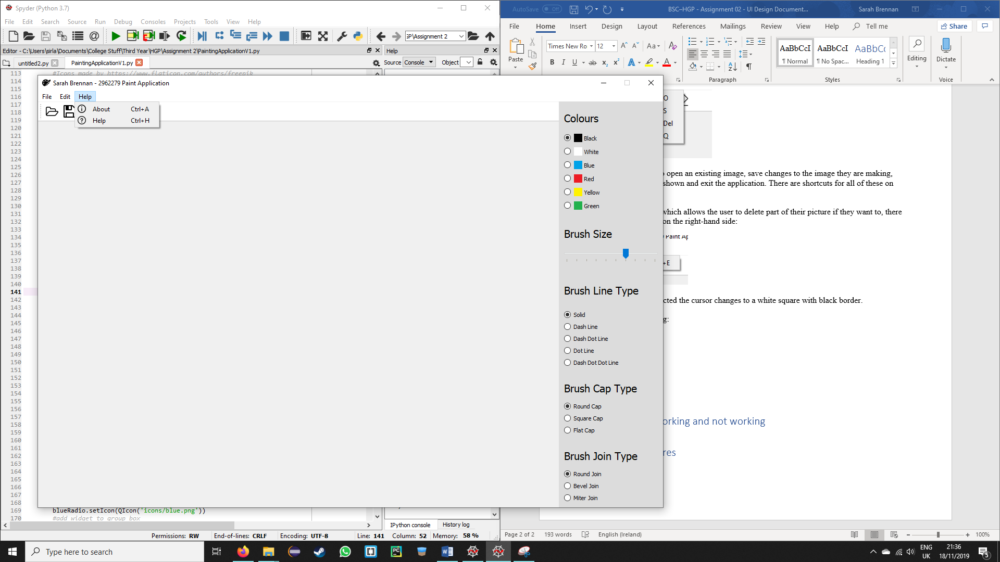 Spyder (Python 3.7)
File Edit Search Source Run Debug Consoles Projects Tools View Help
Editor - C:\Users\sirla\Documents\College Stuff\Third Year\HGP\Assignment 2\PaintingApplicationV1.py
untitled2.py PaintingApplicationV1.py
Help
Source Console Object
GP\Assignment 2
113 #Icons made by https://www.flaticon.com/authors/freepik
114
115
116
117
118
119
120
121
122
123
124
125
126
127
128
129
130
131
132
133
134
135
136
137
138
139
140
141
142
143
144
145
146
147
148
149
150
151
152
153
154
155
156
157
158
159
160
161
162
163
164
165
166
167
168
169 blueRadio.setIcon(QIcon('icons/blue.png'))
170 #add widget to group box
IPython console History log
Permissions: RW End-of-lines: CRLF Encoding: UTF-8 Line: 141 Column: 52 Memory: 58 %
Sarah Brennan - 2962279 Paint Application
File Edit Help
About Ctrl+A
Help Ctrl+H
Colours
Black
White
Blue
Red
Yellow
Green
Brush Size
Brush Line Type
Solid
Dash Line
Dash Dot Line
Dot Line
Dash Dot Dot Line
Brush Cap Type
Round Cap
Square Cap
Flat Cap
Brush Join Type
Round Join
Bevel Join
Miter Join
AutoSave Off BSC–HGP - Assignment 02 - UI Design Document... Sarah Brennan
File Home Insert Design Layout References Mailings Review View Help Tell me Share
Paste
Times New Ro 12
Paragraph
AaBbCcI AaBbCcI AaBbCc
¶ Normal ¶ No Spac... Heading 1
Styles
Editing
Dictate
Voice
O
S
Del
Q
open an existing image, save changes to the image they are making,
shown and exit the application. There are shortcuts for all of these on
which allows the user to delete part of their picture if they want to, there
on the right-hand side:
Paint Ap
+E
cted the cursor changes to a white square with black border.
g:
orking and not working
res
Page 2 of 2 193 words English (Ireland) 100%
Type here to search
ENG
UK
21:36
18/11/2019
5